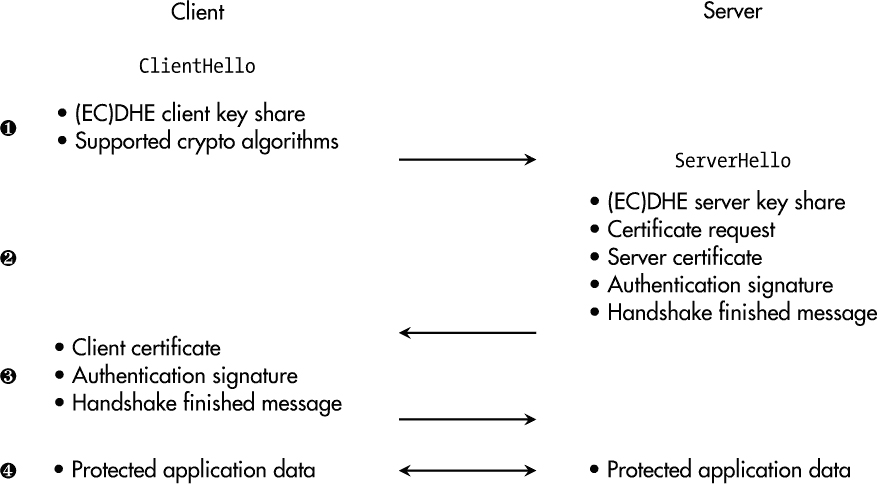 Client Server
ClientHello
❶ • (EC)DHE client key share
• Supported crypto algorithms
ServerHello
❷ • (EC)DHE server key share
• Certificate request
• Server certificate
• Authentication signature
• Handshake finished message
❸ • Client certificate
• Authentication signature
• Handshake finished message
❹ • Protected application data • Protected application data